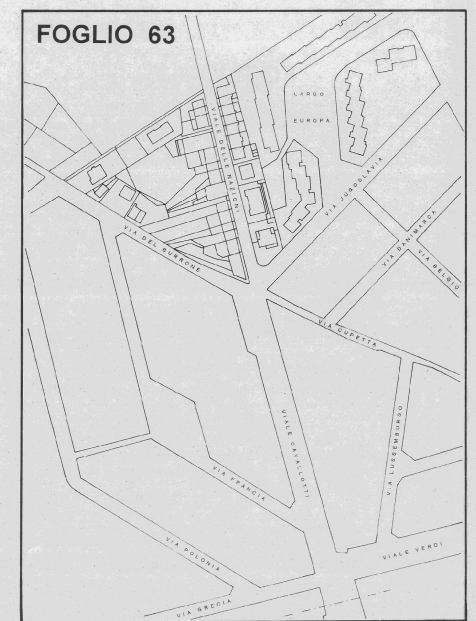 FOGLIO 63
LARGO
EUROPA
VIALE DELLE NAZIONI
VIA JUGOSLAVIA
VIA DANIMARCA
VIA BELGIO
VIA DEL BURRONE
VIA CUPETTA
VIALE CAVALLOTTI
VIA LUSSEMBURGO
VIA FRANCIA
VIA POLONIA
VIALE VERDI
VIA GRECIA